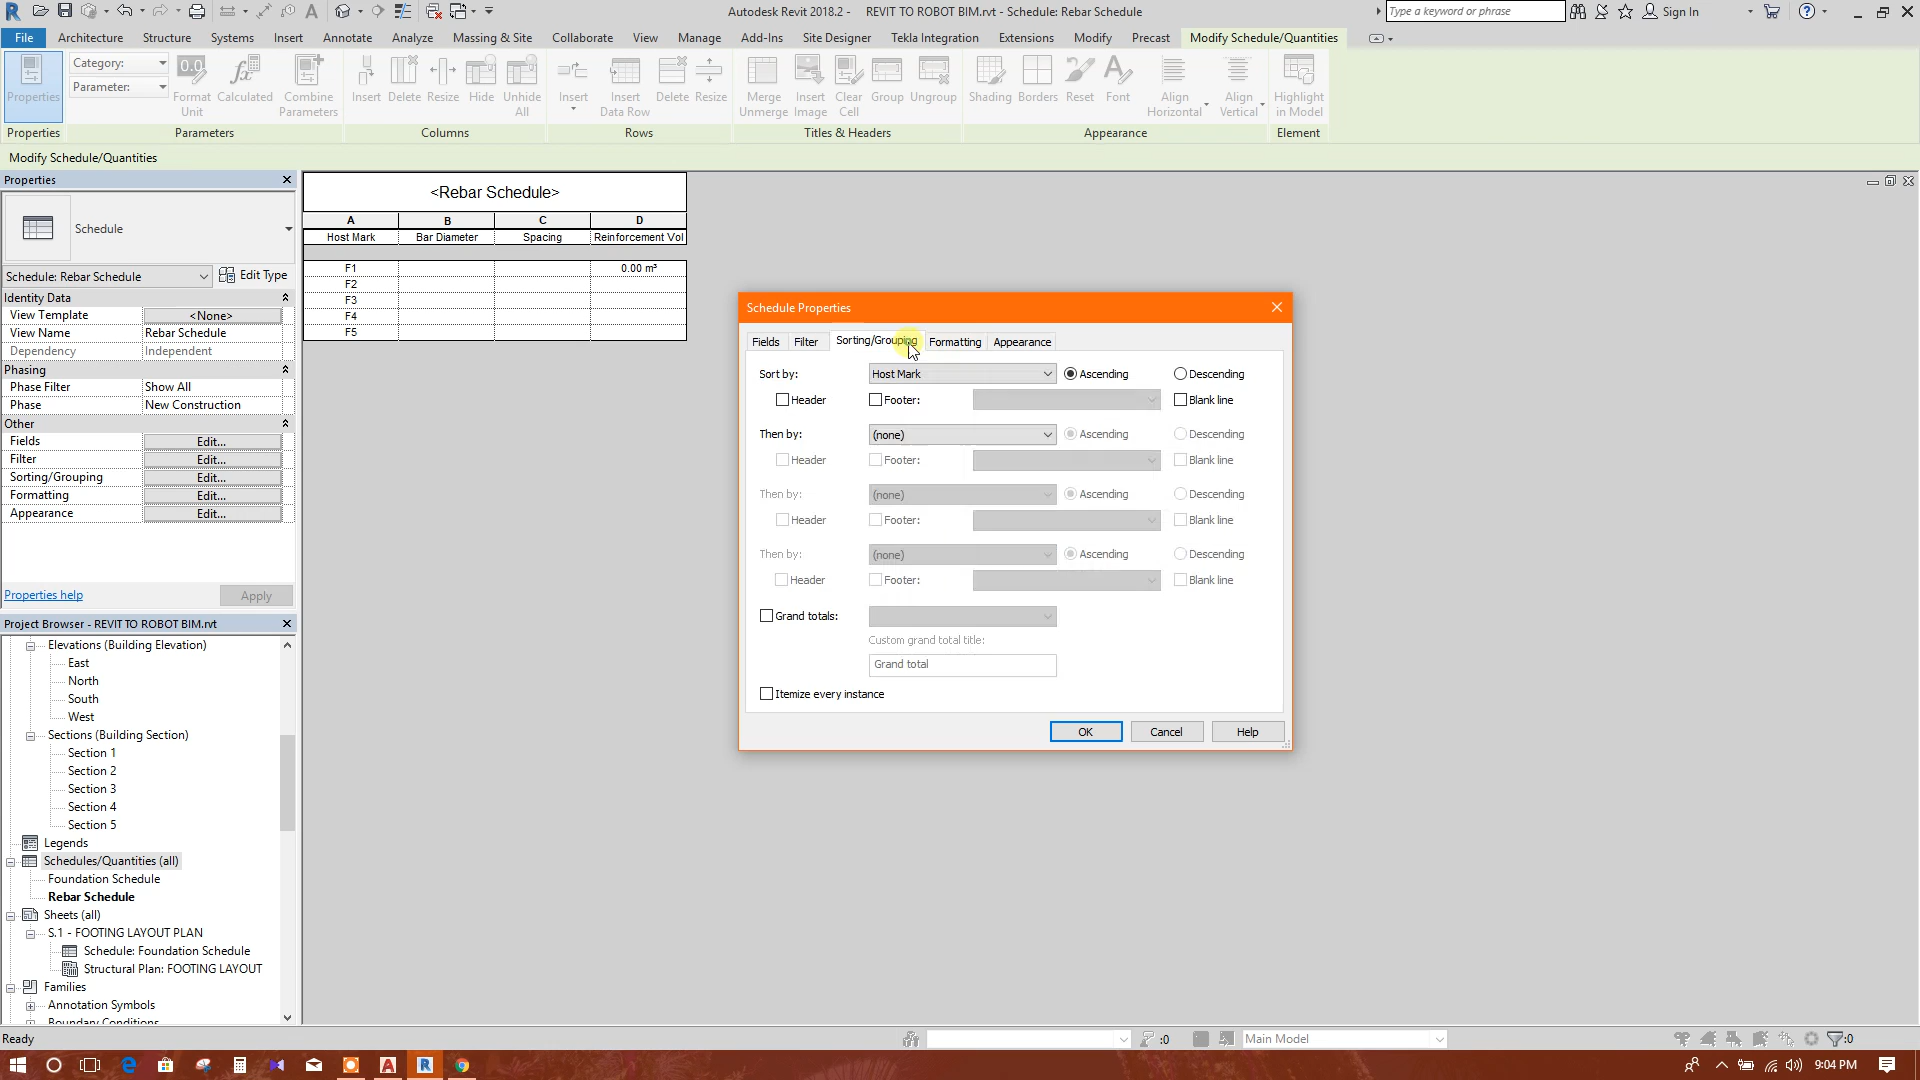 Autodesk Revit 2018.2 - REVIT TO ROBOT BIM.rvt - Schedule: Rebar Schedule
Type a keyword or phrase
Sign In
File Architecture Structure Systems Insert Annotate Analyze Massing & Site Collaborate View Manage Add-Ins Site Designer Tekla Integration Extensions Modify Precast Modify Schedule/Quantities
Category:
Parameter:
Properties
Format Unit
Calculated
Combine Parameters
Insert Delete Resize Hide Unhide All
Insert Insert Data Row Delete Resize
Merge Unmerge Insert Image Clear Cell Group Ungroup
Shading Borders Reset Font Align Horizontal Align Vertical
Highlight in Model
Properties Parameters Columns Rows Titles & Headers Appearance Element
Modify Schedule/Quantities
Properties
Schedule
Schedule: Rebar Schedule Edit Type
Identity Data
View Template <None>
View Name Rebar Schedule
Dependency Independent
Phasing
Phase Filter Show All
Phase New Construction
Other
Fields Edit...
Filter Edit...
Sorting/Grouping Edit...
Formatting Edit...
Appearance Edit...
Properties help Apply
Project Browser - REVIT TO ROBOT BIM.rvt
Elevations (Building Elevation)
East
North
South
West
Sections (Building Section)
Section 1
Section 2
Section 3
Section 4
Section 5
Legends
Schedules/Quantities (all)
Foundation Schedule
Rebar Schedule
Sheets (all)
S.1 - FOOTING LAYOUT PLAN
Schedule: Foundation Schedule
Structural Plan: FOOTING LAYOUT
Families
Annotation Symbols
Boundary Conditions
<Rebar Schedule>
A B C D
Host Mark Bar Diameter Spacing Reinforcement Vol
F1 0.00 m³
F2
F3
F4
F5
Schedule Properties
Fields Filter Sorting/Grouping Formatting Appearance
Sort by: Host Mark Ascending Descending
Header Footer: Blank line
Then by: (none) Ascending Descending
Header Footer: Blank line
Then by: (none) Ascending Descending
Header Footer: Blank line
Then by: (none) Ascending Descending
Header Footer: Blank line
Grand totals:
Custom grand total title:
Grand total
Itemize every instance
OK Cancel Help
Ready
:0
Main Model
:0
9:04 PM